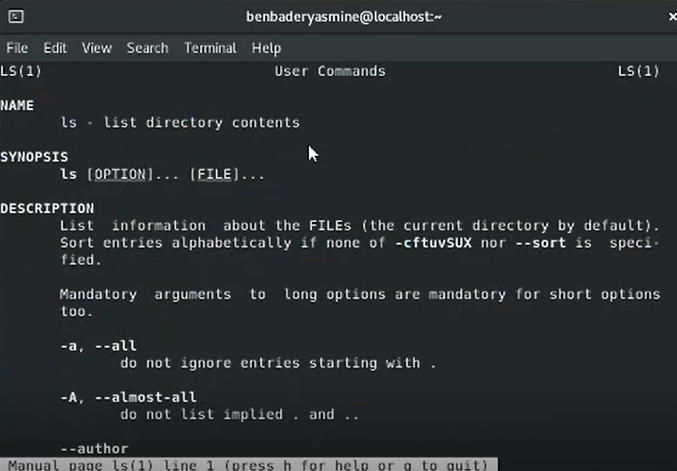 benbaderyasmine@localhost:~
File Edit View Search Terminal Help
LS(1) User Commands LS(1)
NAME
ls - list directory contents
SYNOPSIS
ls [OPTION]... [FILE]...
DESCRIPTION
List information about the FILEs (the current directory by default).
Sort entries alphabetically if none of -cftuvSUX nor --sort is speci-
fied.
Mandatory arguments to long options are mandatory for short options
too.
-a, --all
do not ignore entries starting with .
-A, --almost-all
do not list implied . and ..
--author
Manual page ls(1) line 1 (press h for help or q to quit)